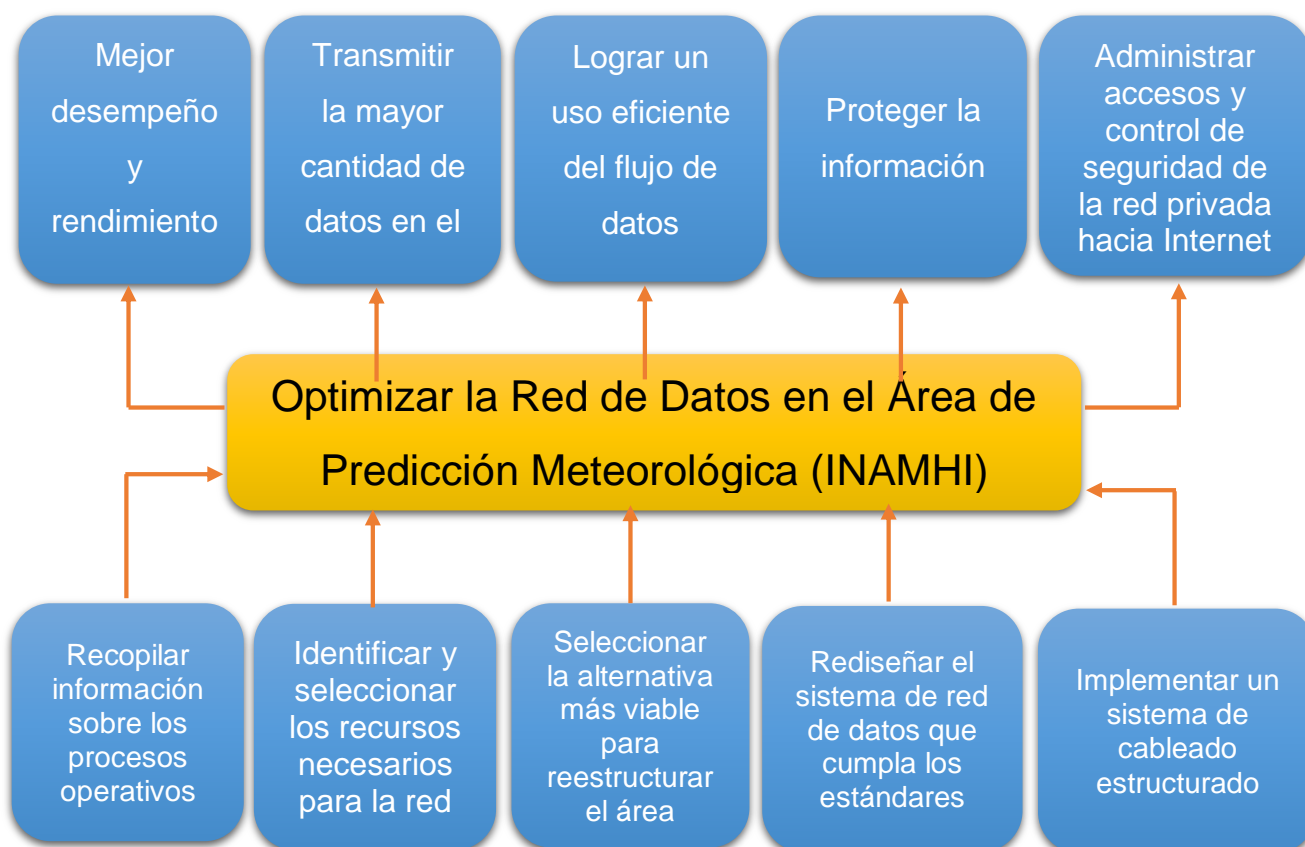 Mejor
desempeño
y
rendimiento
Transmitir
la mayor
cantidad de
datos en el
Lograr un
uso eficiente
del flujo de
datos
Proteger la
información
Administrar
accesos y
control de
seguridad de
la red privada
hacia Internet
Optimizar la Red de Datos en el Área de
Predicción Meteorológica (INAMHI)
Recopilar
información
sobre los
procesos
operativos
Identificar y
seleccionar
los recursos
necesarios
para la red
Seleccionar
la alternativa
más viable
para
reestructurar
el área
Rediseñar el
sistema de red
de datos que
cumpla los
estándares
Implementar un
sistema de
cableado
estructurado